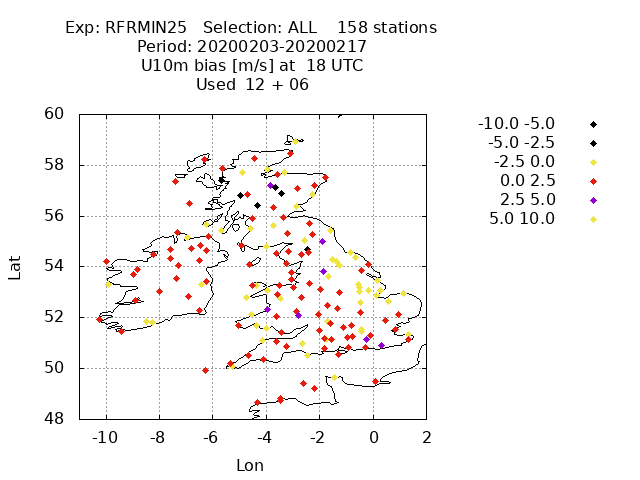 Exp: RFRMIN25   Selection: ALL    158 stations
Period: 20200203-20200217
U10m bias [m/s] at  18 UTC
Used  12 + 06
60
58
56
54
52
50
48
-10 -8 -6 -4 -2 0 2
Lat
Lon
-10.0 -5.0
-5.0 -2.5
-2.5 0.0
0.0 2.5
2.5 5.0
5.0 10.0